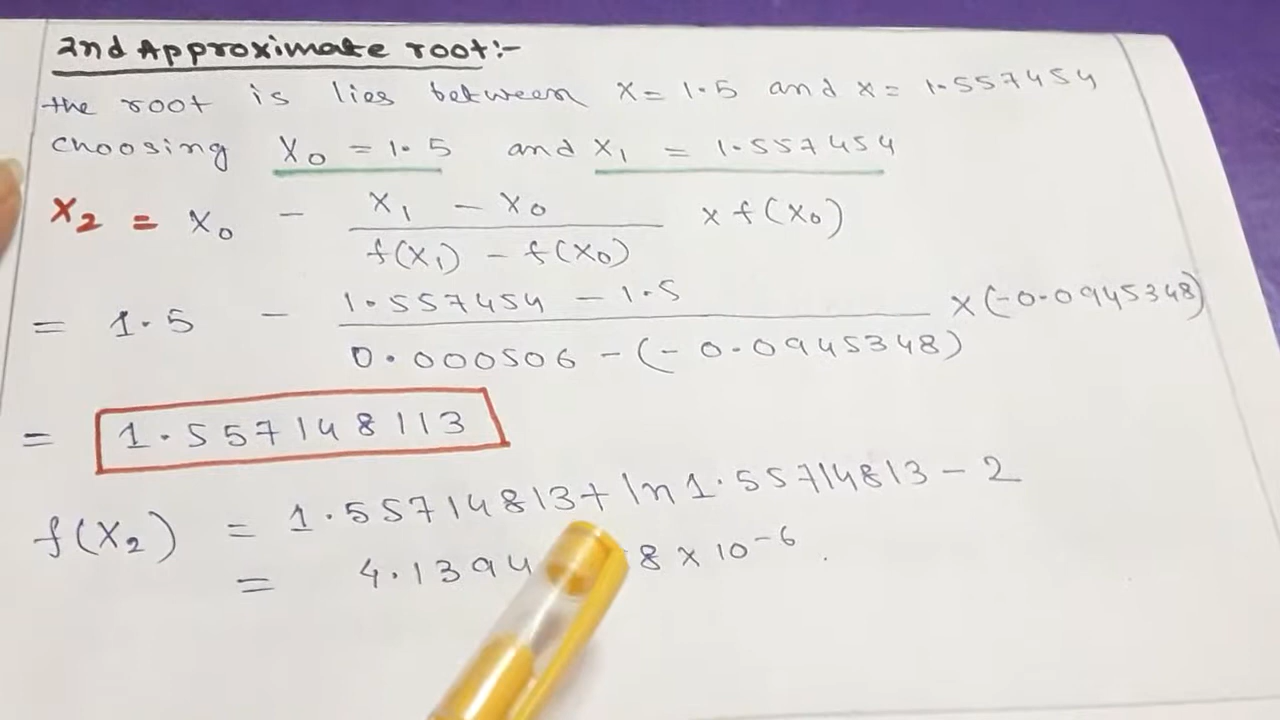 2nd Approximate root:-
the root is lies between x = 1.5 and x = 1.557454
choosing X₀ = 1.5 and X₁ = 1.557454
X₂ = X₀ - (X₁ - X₀) / (f(X₁) - f(X₀)) × f(X₀)
= 1.5 - (1.557454 - 1.5) / (0.000506 - (-0.0945348)) × (-0.0945348)
= 1.557148113
f(X₂) = 1.55714813 + ln 1.55714813 - 2
= 4.1394 8 × 10⁻⁶.